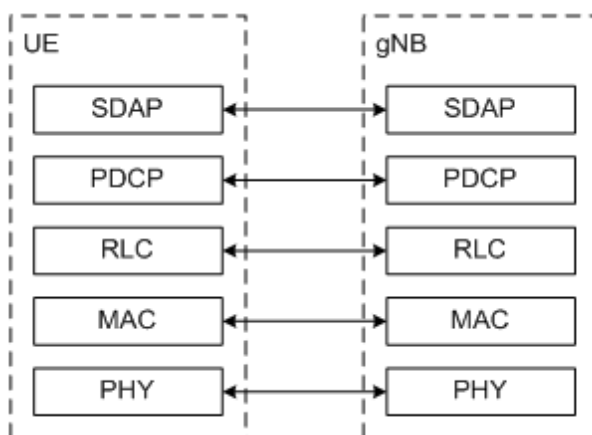 UE gNB
SDAP SDAP
PDCP PDCP
RLC RLC
MAC MAC
PHY PHY